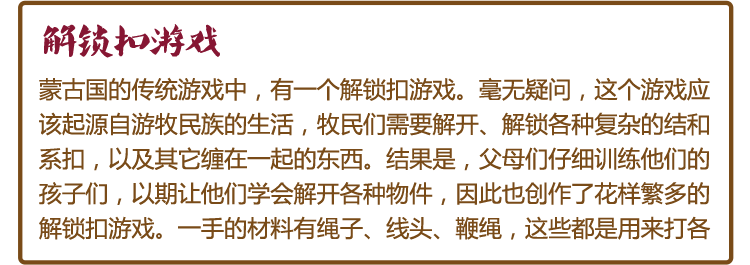 解锁扣游戏
蒙古国的传统游戏中，有一个解锁扣游戏。毫无疑问，这个游戏应
该起源自游牧民族的生活，牧民们需要解开、解锁各种复杂的结和
系扣，以及其它缠在一起的东西。结果是，父母们仔细训练他们的
孩子们，以期让他们学会解开各种物件，因此也创作了花样繁多的
解锁扣游戏。一手的材料有绳子、线头、鞭绳，这些都是用来打各